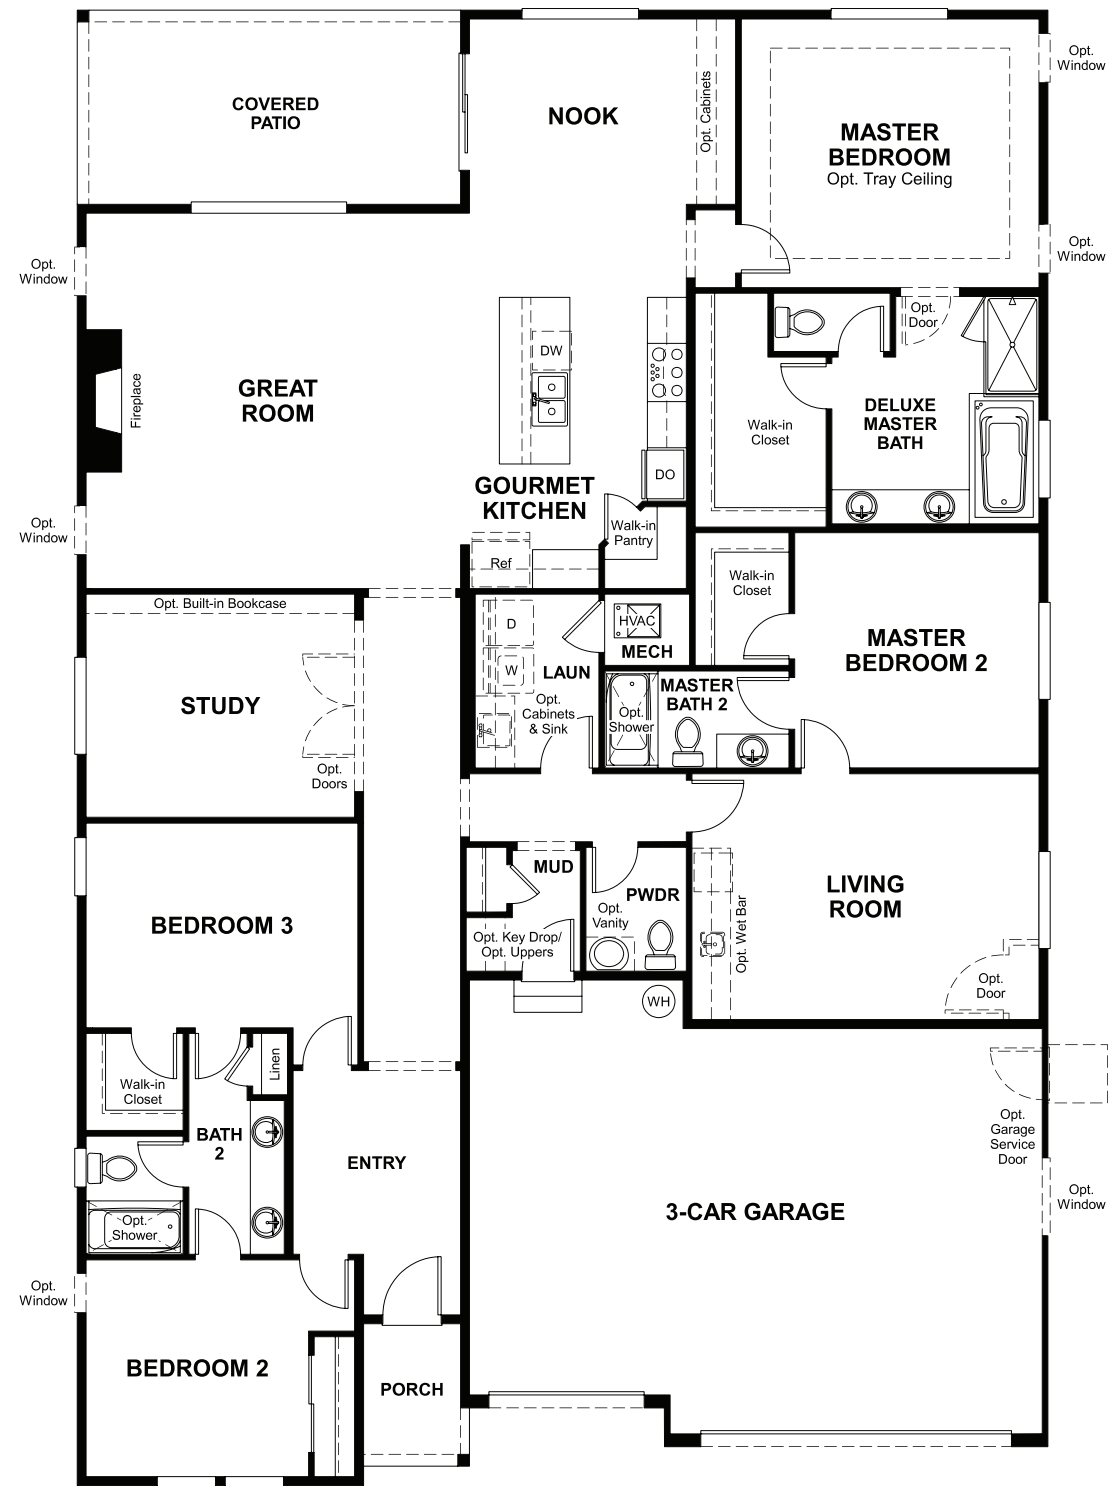 Opt.
Window
COVERED
PATIO
NOOK
Opt. Cabinets
MASTER
BEDROOM
Opt. Tray Ceiling
Opt.
Window
Opt.
Window
Opt.
Door
DW
GREAT
ROOM
Fireplace
Walk-in
Closet
DELUXE
MASTER
BATH
DO
GOURMET
KITCHEN
Opt.
Window
Walk-in
Pantry
Ref
Walk-in
Closet
Opt. Built-in Bookcase
D
HVAC
MECH
MASTER
BEDROOM 2
W
LAUN
Opt.
Cabinets
& Sink
MASTER
BATH 2
Opt.
Shower
STUDY
Opt.
Doors
MUD
PWDR
Opt.
Vanity
LIVING
ROOM
BEDROOM 3
Opt. Key Drop/
Opt. Uppers
Opt. Wet Bar
Opt.
Door
WH
Linen
Walk-in
Closet
BATH
2
ENTRY
Opt.
Garage
Service
Door
Opt.
Window
3-CAR GARAGE
Opt.
Shower
Opt.
Window
BEDROOM 2
PORCH